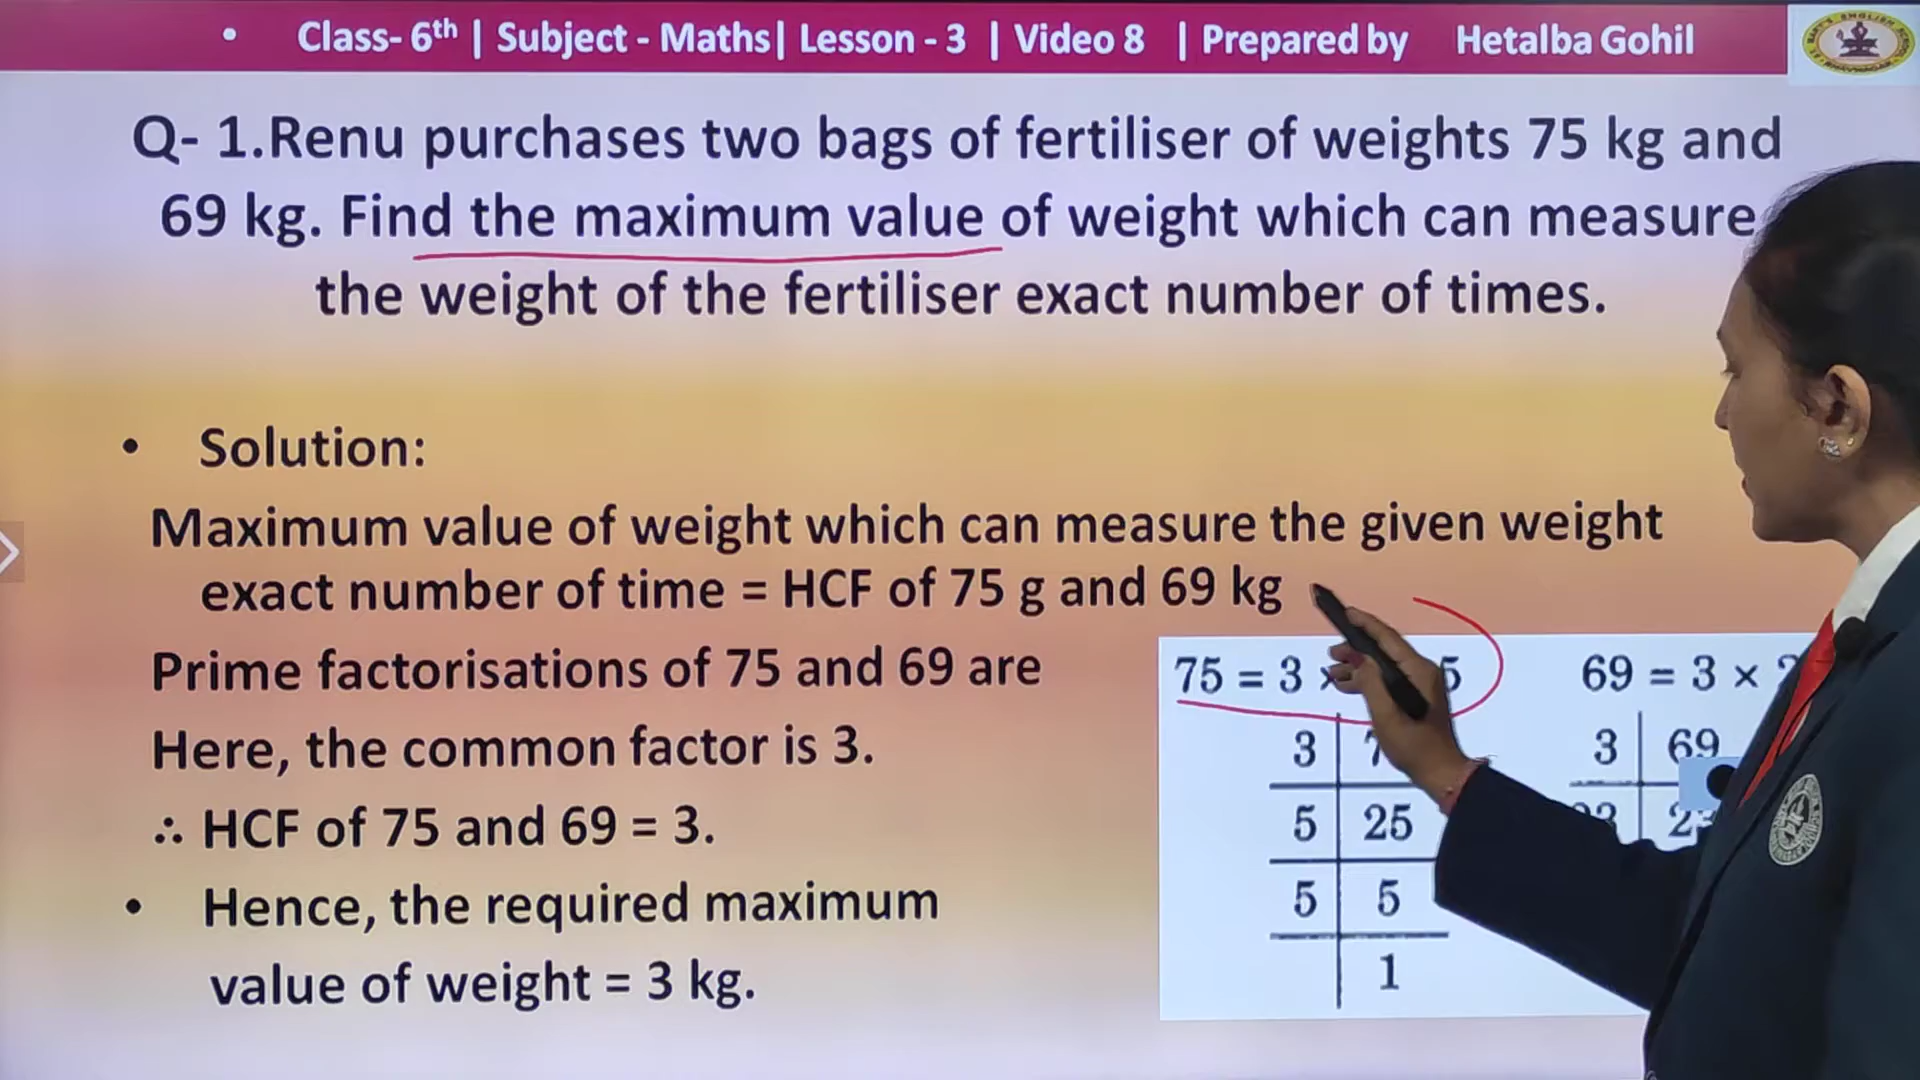 • Class- 6th | Subject - Maths| Lesson - 3 | Video 8 | Prepared by Hetalba Gohil
Q- 1.Renu purchases two bags of fertiliser of weights 75 kg and
69 kg. Find the maximum value of weight which can measure
the weight of the fertiliser exact number of times.
• Solution:
Maximum value of weight which can measure the given weight
exact number of time = HCF of 75 g and 69 kg
Prime factorisations of 75 and 69 are
Here, the common factor is 3.
∴ HCF of 75 and 69 = 3.
• Hence, the required maximum
value of weight = 3 kg.
75 = 3 × 5
3
5 25
5 5
1
69 = 3 ×
3 69